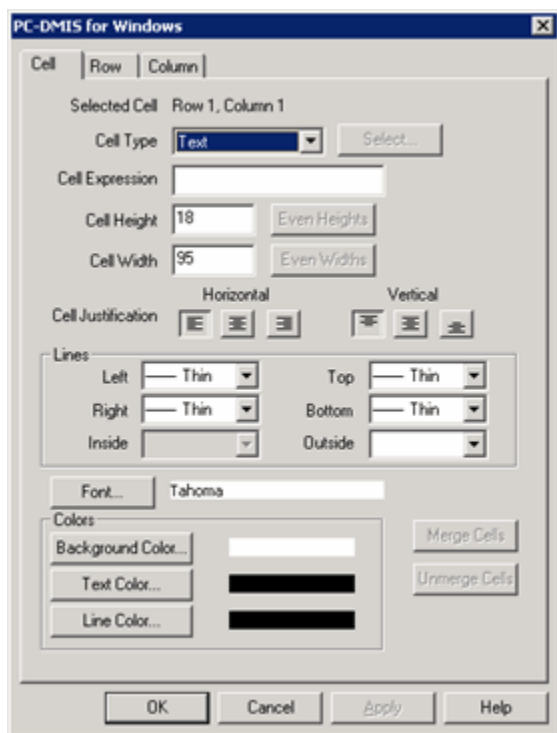 PC-DMIS for Windows
Cell Row Column
Selected Cell Row 1, Column 1
Cell Type Text Select...
Cell Expression
Cell Height 18 Even Heights
Cell Width 95 Even Widths
Horizontal Vertical
Cell Justification
Lines
Left Thin Top Thin
Right Thin Bottom Thin
Inside Outside
Font... Tahoma
Colors
Background Color... Merge Cells
Text Color... Unmerge Cells
Line Color...
OK Cancel Apply Help